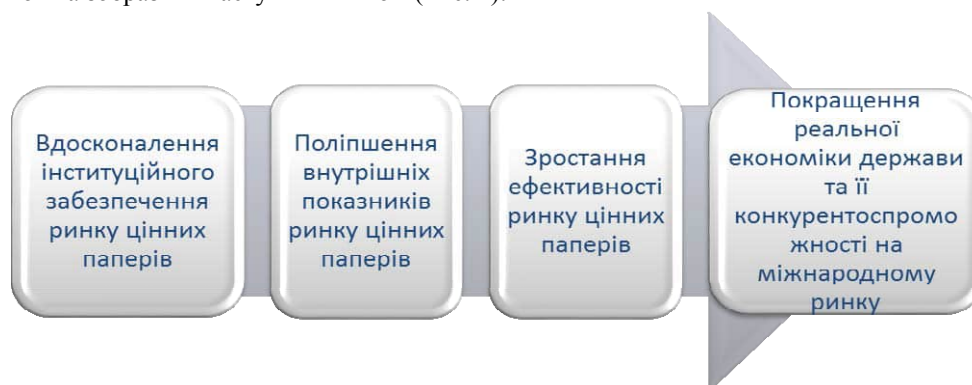 Вдосконалення
інституційного
забезпечення
ринку цінних
паперів
Поліпшення
внутрішніх
показників
ринку цінних
паперів
Зростання
ефективності
ринку цінних
паперів
Покращення
реальної
економіки держави
та її
конкурентоспромо
жності на
міжнародному
ринку